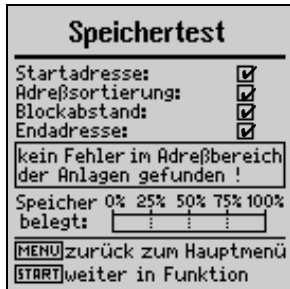 Speichertest
Startadresse:
Adreßsortierung:
Blockabstand:
Endadresse:
kein Fehler im Adreßbereich
der Anlagen gefunden !
Speicher 0% 25% 50% 75% 100%
belegt:
MENU zurück zum Hauptmenü
START weiter in Funktion